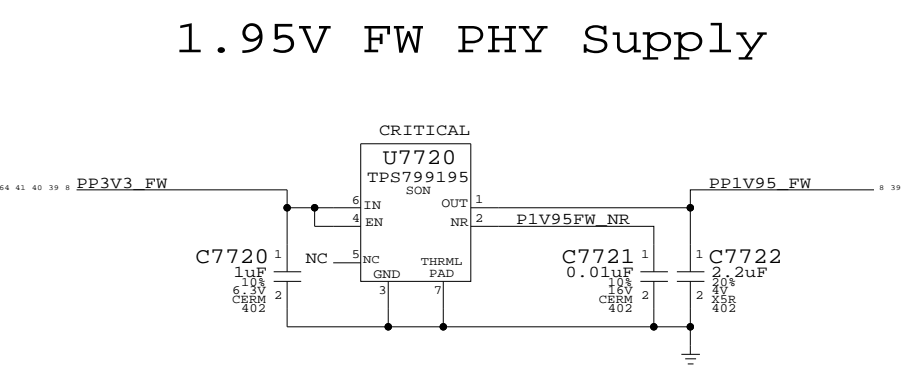 1.95V FW PHY Supply
CRITICAL
U7720
TPS799195
SON
64 41 40 39 8 PP3V3_FW
PP1V95_FW 8 39
6 IN
OUT 1
4 EN
NR 2
P1V95FW_NR
NC 5 NC
GND
3
THRML
PAD
7
C7720 1
1uF
10%
6.3V
CERM
402
2
C7721 1
0.01uF
10%
16V
CERM
402
2
1 C7722
2.2uF
20%
4V
X5R
402
2